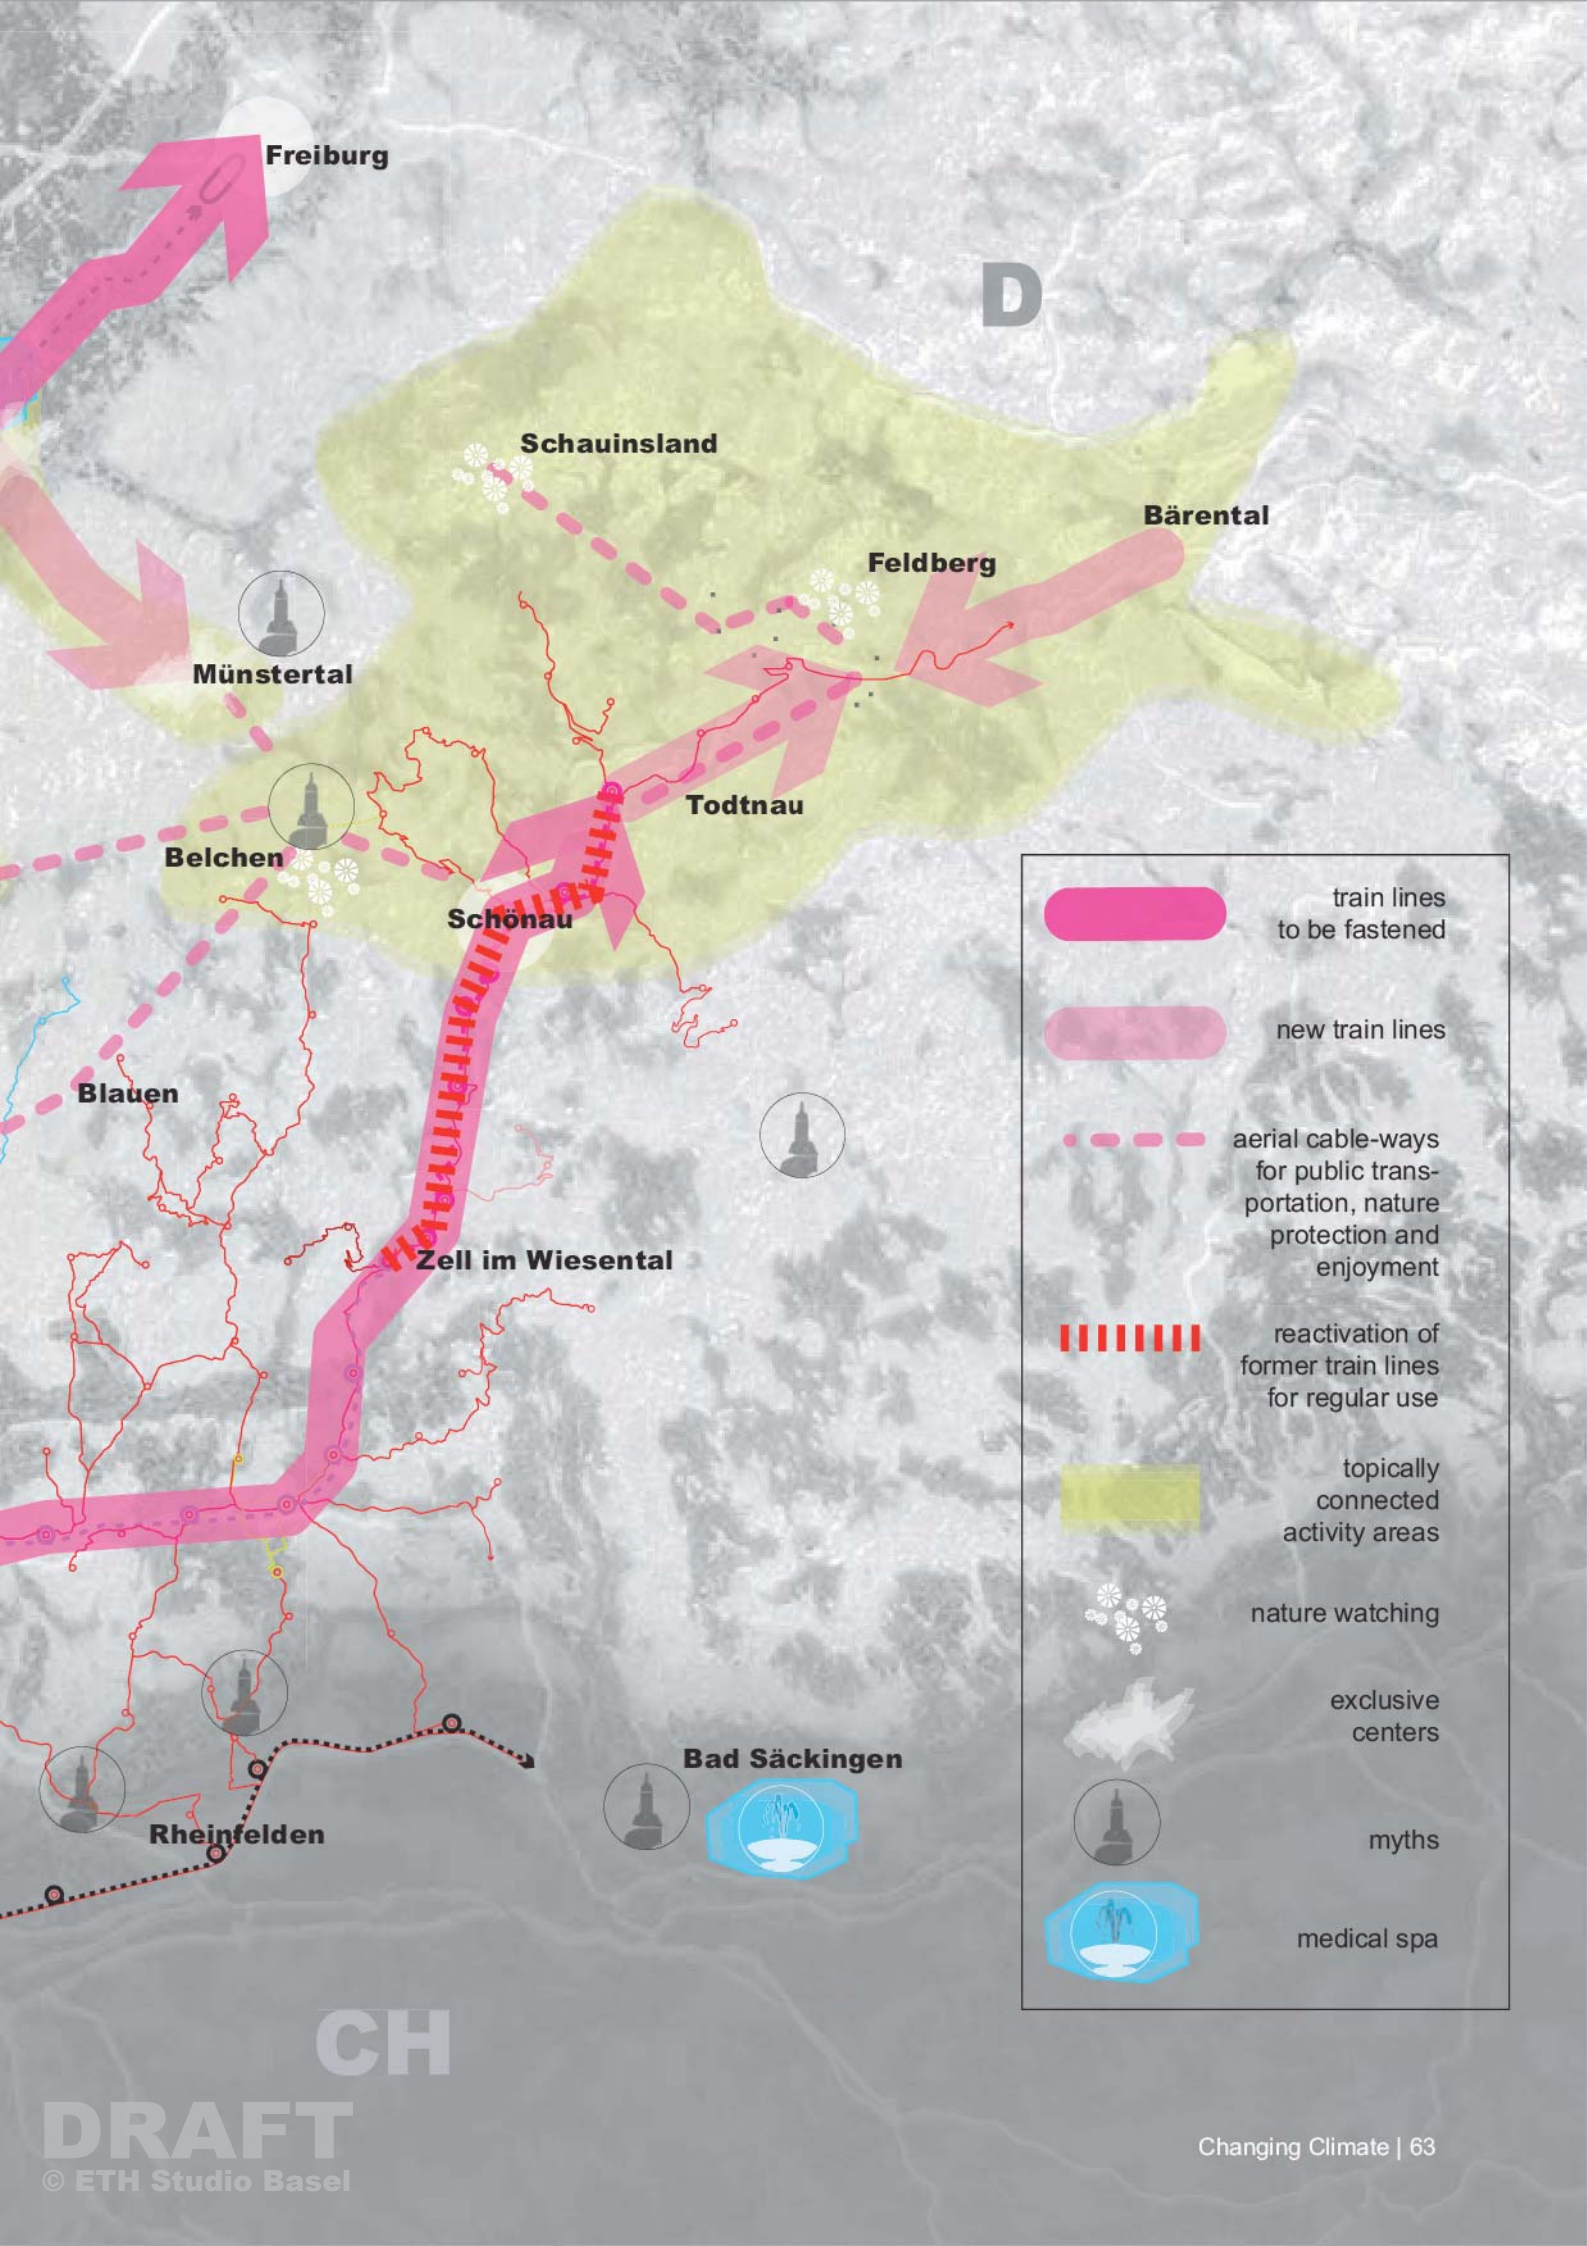 Freiburg
D
Schauinsland
Bärental
Feldberg
Münstertal
Todtnau
Belchen
Schönau
Blauen
Zell im Wiesental
Bad Säckingen
Rheinfelden
train lines
to be fastened
new train lines
aerial cable-ways
for public trans-
portation, nature
protection and
enjoyment
reactivation of
former train lines
for regular use
topically
connected
activity areas
nature watching
exclusive
centers
myths
medical spa
CH
DRAFT
© ETH Studio Basel
Changing Climate | 63